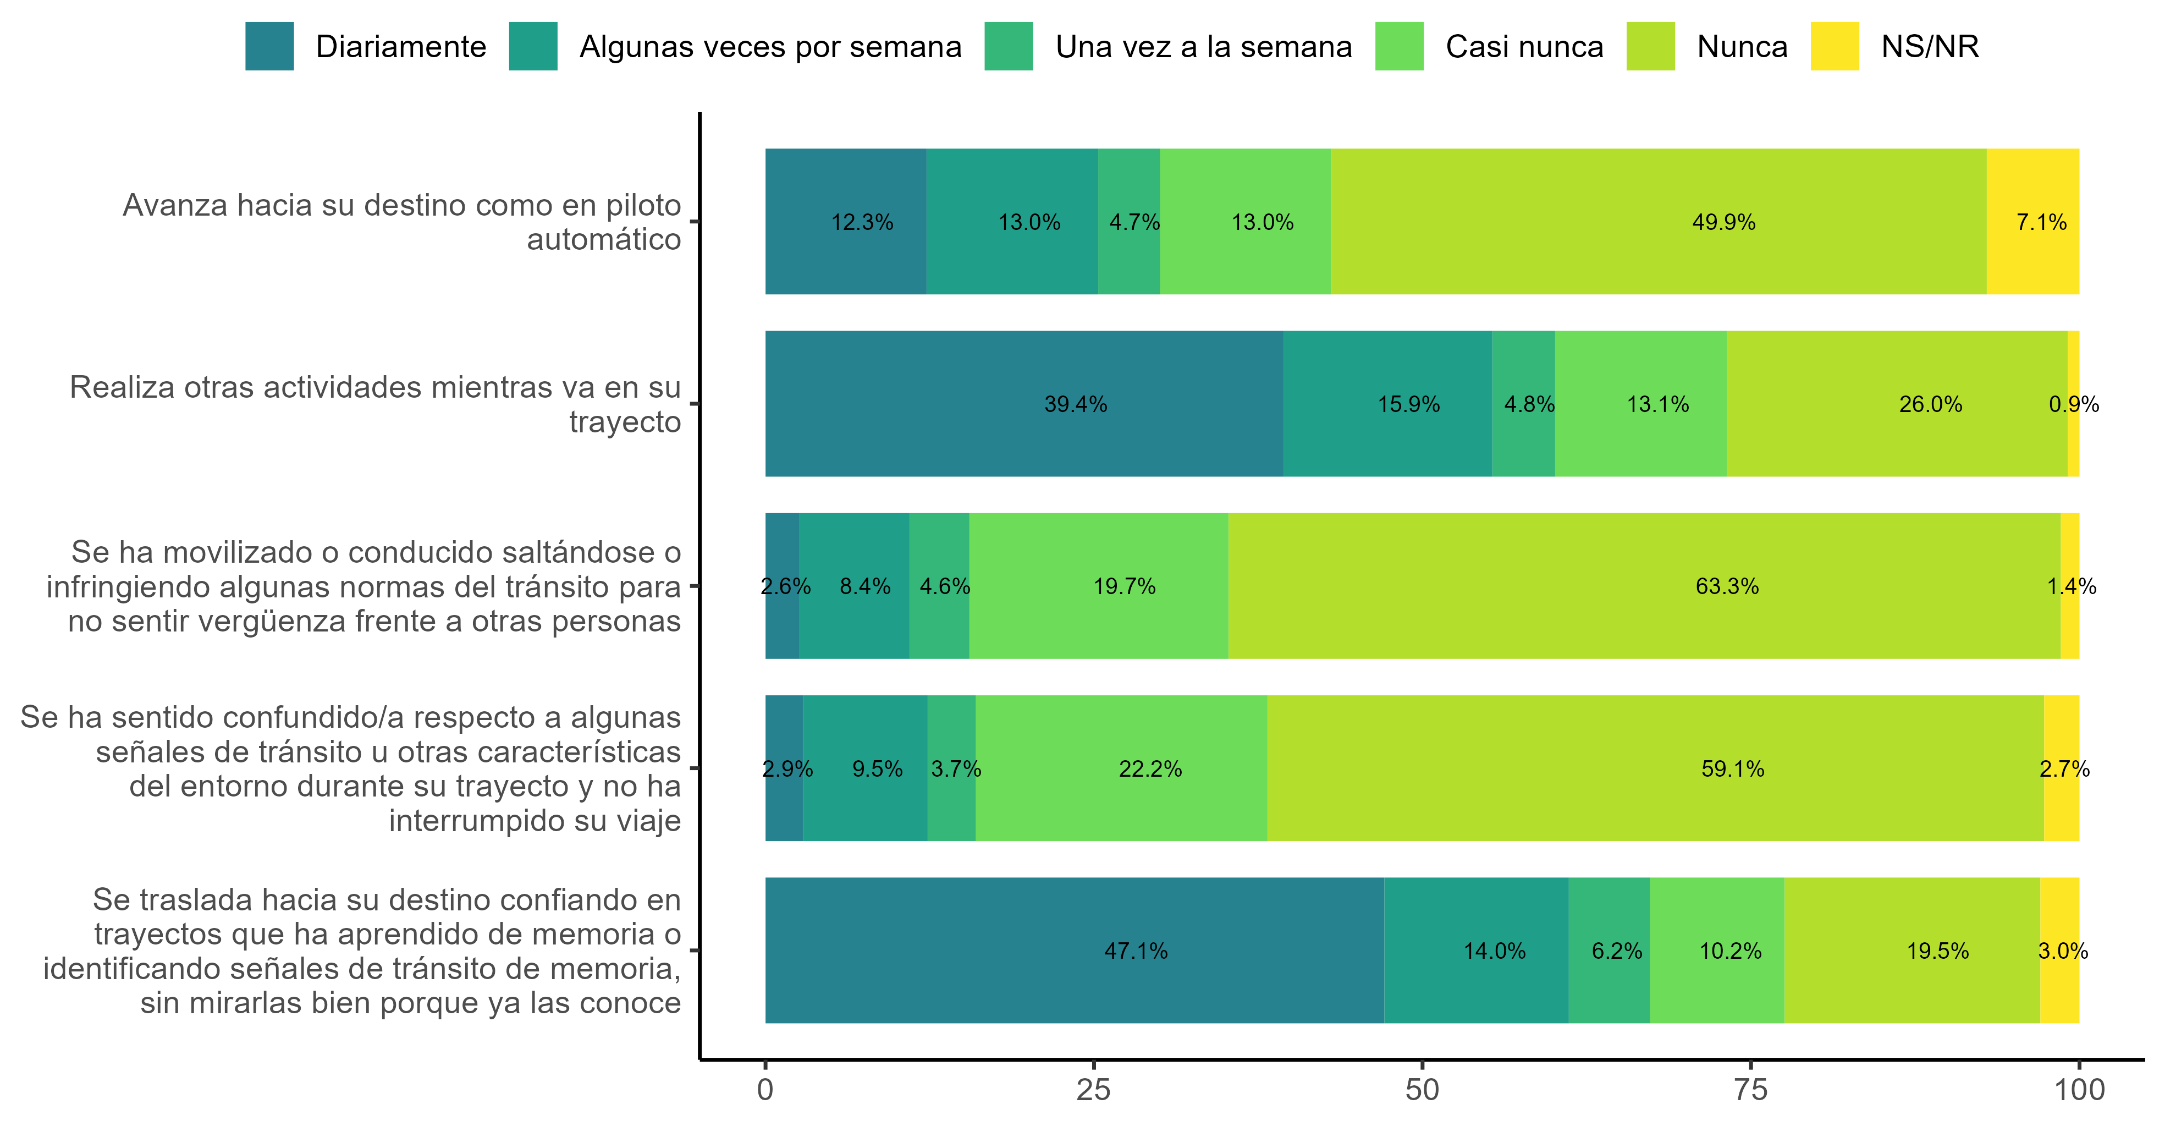 Diariamente Algunas veces por semana Una vez a la semana Casi nunca Nunca NS/NR
Avanza hacia su destino como en piloto
automático
12.3% 13.0% 4.7% 13.0% 49.9% 7.1%
Realiza otras actividades mientras va en su
trayecto
39.4% 15.9% 4.8% 13.1% 26.0% 0.9%
Se ha movilizado o conducido saltándose o
infringiendo algunas normas del tránsito para
no sentir vergüenza frente a otras personas
2.6% 8.4% 4.6% 19.7% 63.3% 1.4%
Se ha sentido confundido/a respecto a algunas
señales de tránsito u otras características
del entorno durante su trayecto y no ha
interrumpido su viaje
2.9% 9.5% 3.7% 22.2% 59.1% 2.7%
Se traslada hacia su destino confiando en
trayectos que ha aprendido de memoria o
identificando señales de tránsito de memoria,
sin mirarlas bien porque ya las conoce
47.1% 14.0% 6.2% 10.2% 19.5% 3.0%
0 25 50 75 100